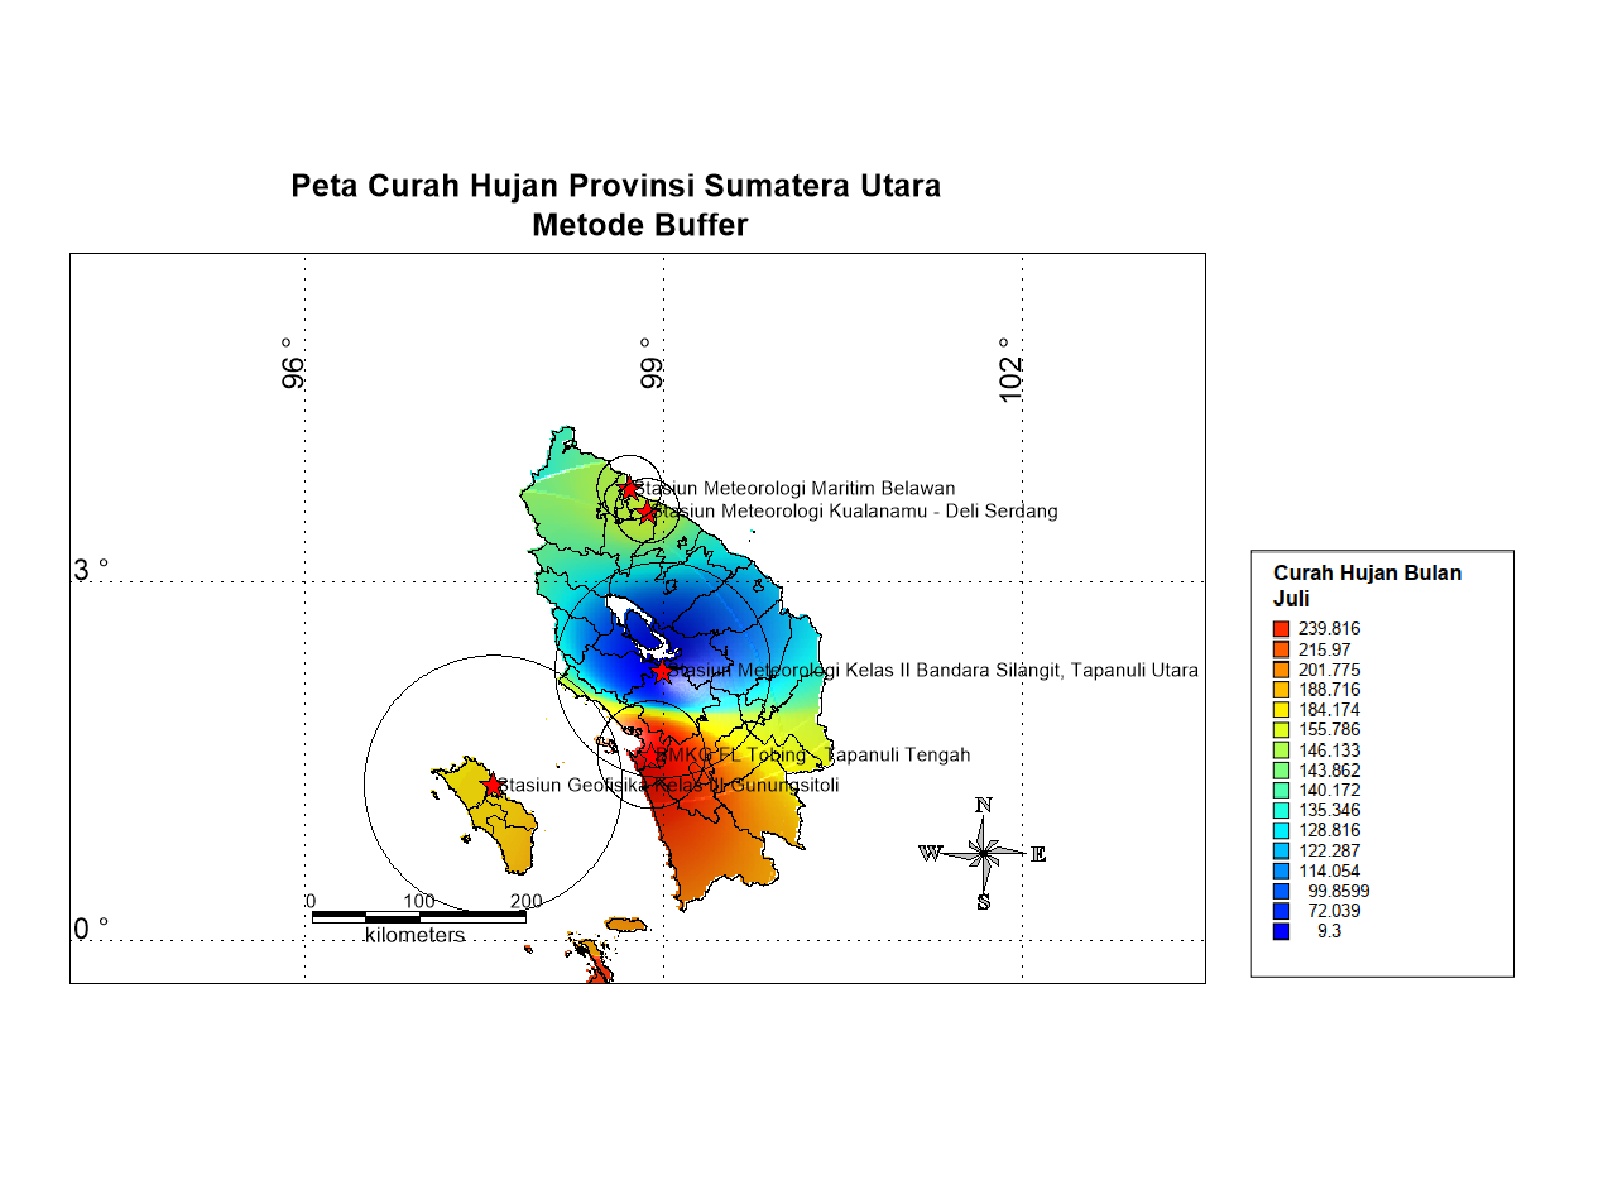 Peta Curah Hujan Provinsi Sumatera Utara
Metode Buffer
96 °
99 °
102 °
Stasiun Meteorologi Maritim Belawan
Stasiun Meteorologi Kualanamu - Deli Serdang
3 °
Stasiun Meteorologi Kelas II Bandara Silangit, Tapanuli Utara
BMKG FL Tobing - Tapanuli Tengah
Stasiun Geofisika Kelas III Gunungsitoli
N
W E
S
0 100 200
kilometers
0 °
Curah Hujan Bulan
Juli
239.816
215.97
201.775
188.716
184.174
155.786
146.133
143.862
140.172
135.346
128.816
122.287
114.054
99.8599
72.039
9.3